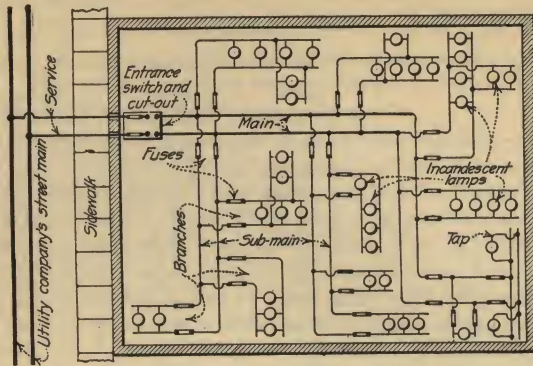 Utility company's street main
Service
Sidewalk
Entrance
switch and
cut-out
Main
Fuses
Branches
Sub-main
Incandescent
lamps
Tap